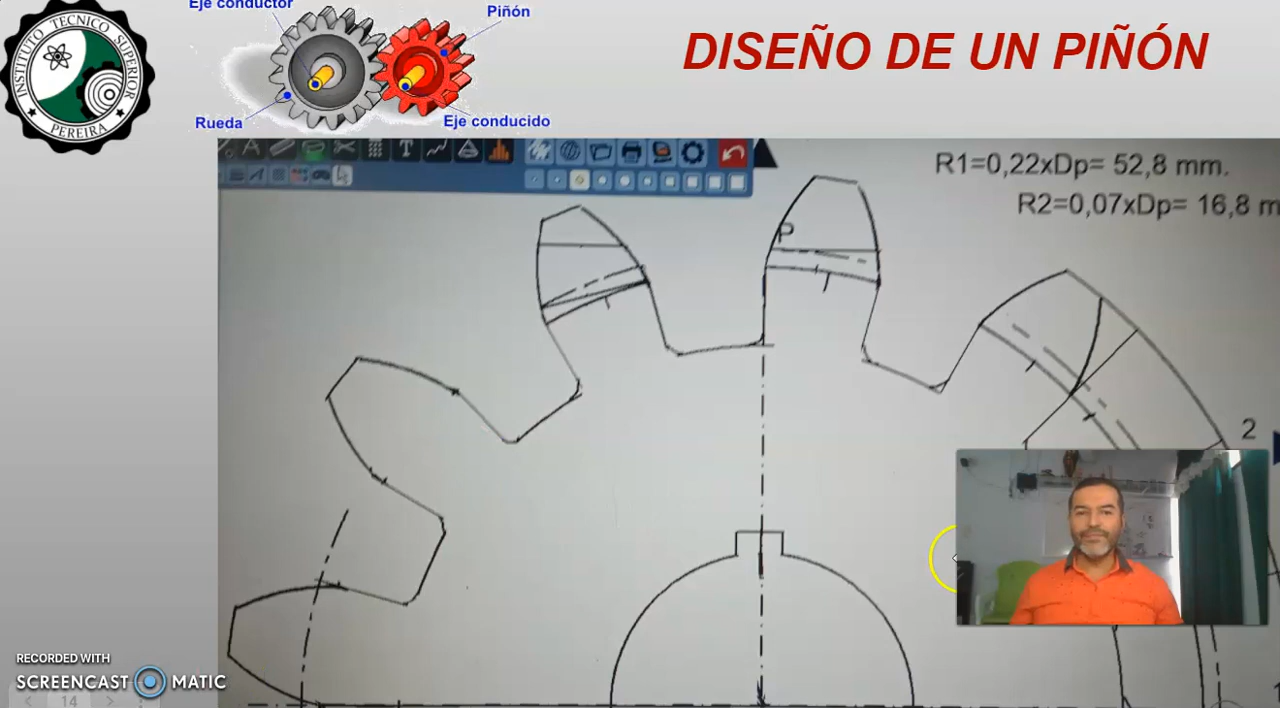 Eje conductor
Piñón
Rueda
Eje conducido
DISEÑO DE UN PIÑÓN
INSTITUTO TECNICO SUPERIOR
PEREIRA
T
R1=0,22xDp= 52,8 mm.
R2=0,07xDp= 16,8 m
P
2
RECORDED WITH
SCREENCAST MATIC
14